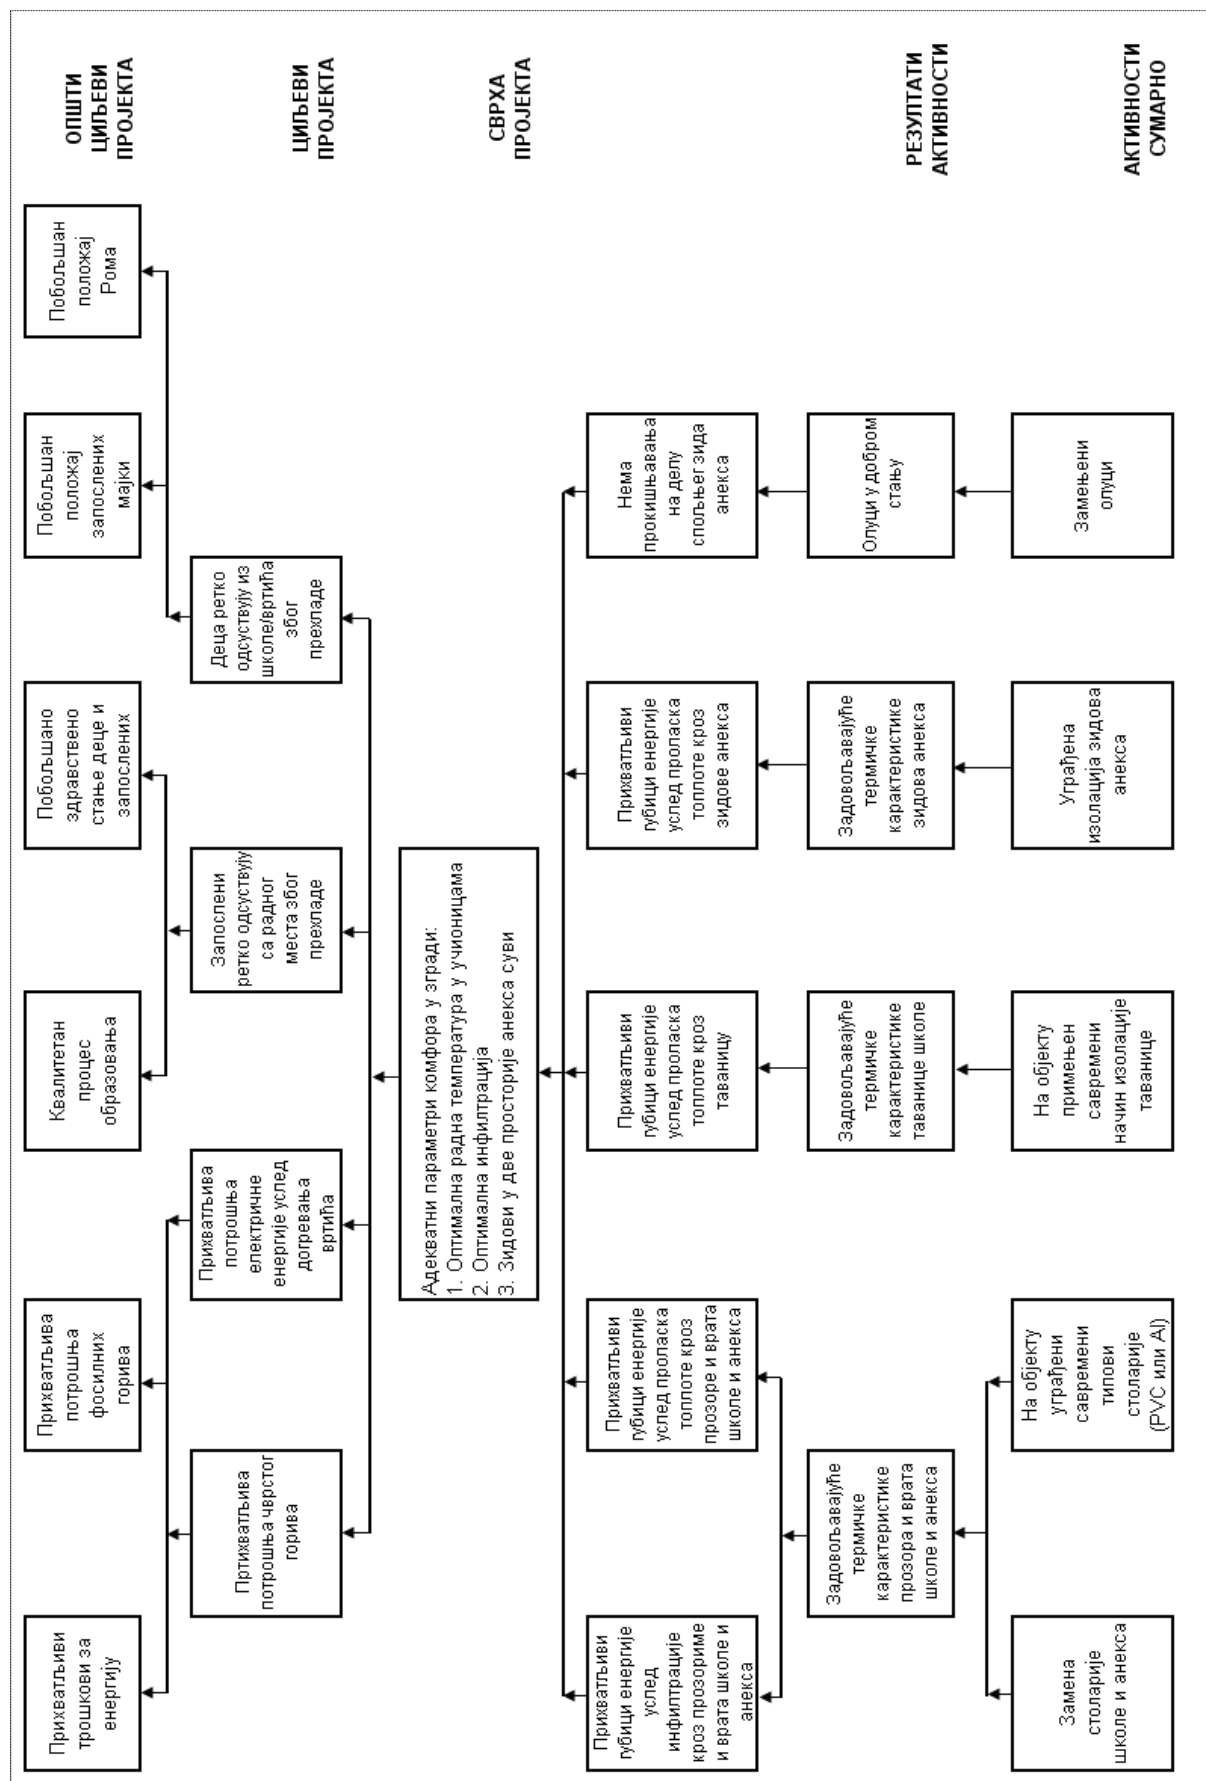 Прихватљиви
трошкови за
енергију
Прихватљива
потрошња
фосилних
горива
Квалитетан
процес
образовања
Побољшано
здравствено
стање деце и
запослених
Побољшан
положај
запослених
мајки
Побољшан
положај
Рома
ОПШТИ
ЦИЉЕВИ
ПРОЈЕКТА
Пртихватљива
потрошња чврстог
горива
Прихватљива
потрошња
електричне
енергије услед
догревања
вртића
Запослени
ретко одсуствују
са радног
места због
прехладе
Деца ретко
одсуствују из
школе/вртића
због
прехладе
ЦИЉЕВИ
ПРОЈЕКТА
Адекватни параметри комфора у згради:
1. Оптимална радна температура у учионицама
2. Оптимална инфилтрација
3. Зидови у две просторије анекса суви
СВРХА
ПРОЈЕКТА
Прихватљиви
губици енергије
услед
инфилтрације
кроз прозориме
и врата школе и
анекса
Прихватљиви
губици енергије
услед проласка
топлоте кроз
прозоре и врата
школе и анекса
Прихватљиви
губици енергије
услед проласка
топлоте кроз
таваницу
Прихватљиви
губици енергије
услед проласка
топлоте кроз
зидове анекса
Нема
прокишњавања
на делу
спољњег зида
анекса
Задовољавајуће
термичке
карактеристике
прозора и врата
школе и анекса
Задовољавајуће
термичке
карактеристике
таванице школе
Задовољавајуће
термичке
карактеристике
зидова анекса
Олуци у добром
стању
РЕЗУЛТАТИ
АКТИВНОСТИ
Замена
столарије
школе и анекса
На објекту
уграђени
савремени
типови
столарије
(PVC или Al)
На објекту
примењен
савремени
начин изолације
таванице
Уграђена
изолација зидова
анекса
Замењени
олуци
АКТИВНОСТИ
СУМАРНО